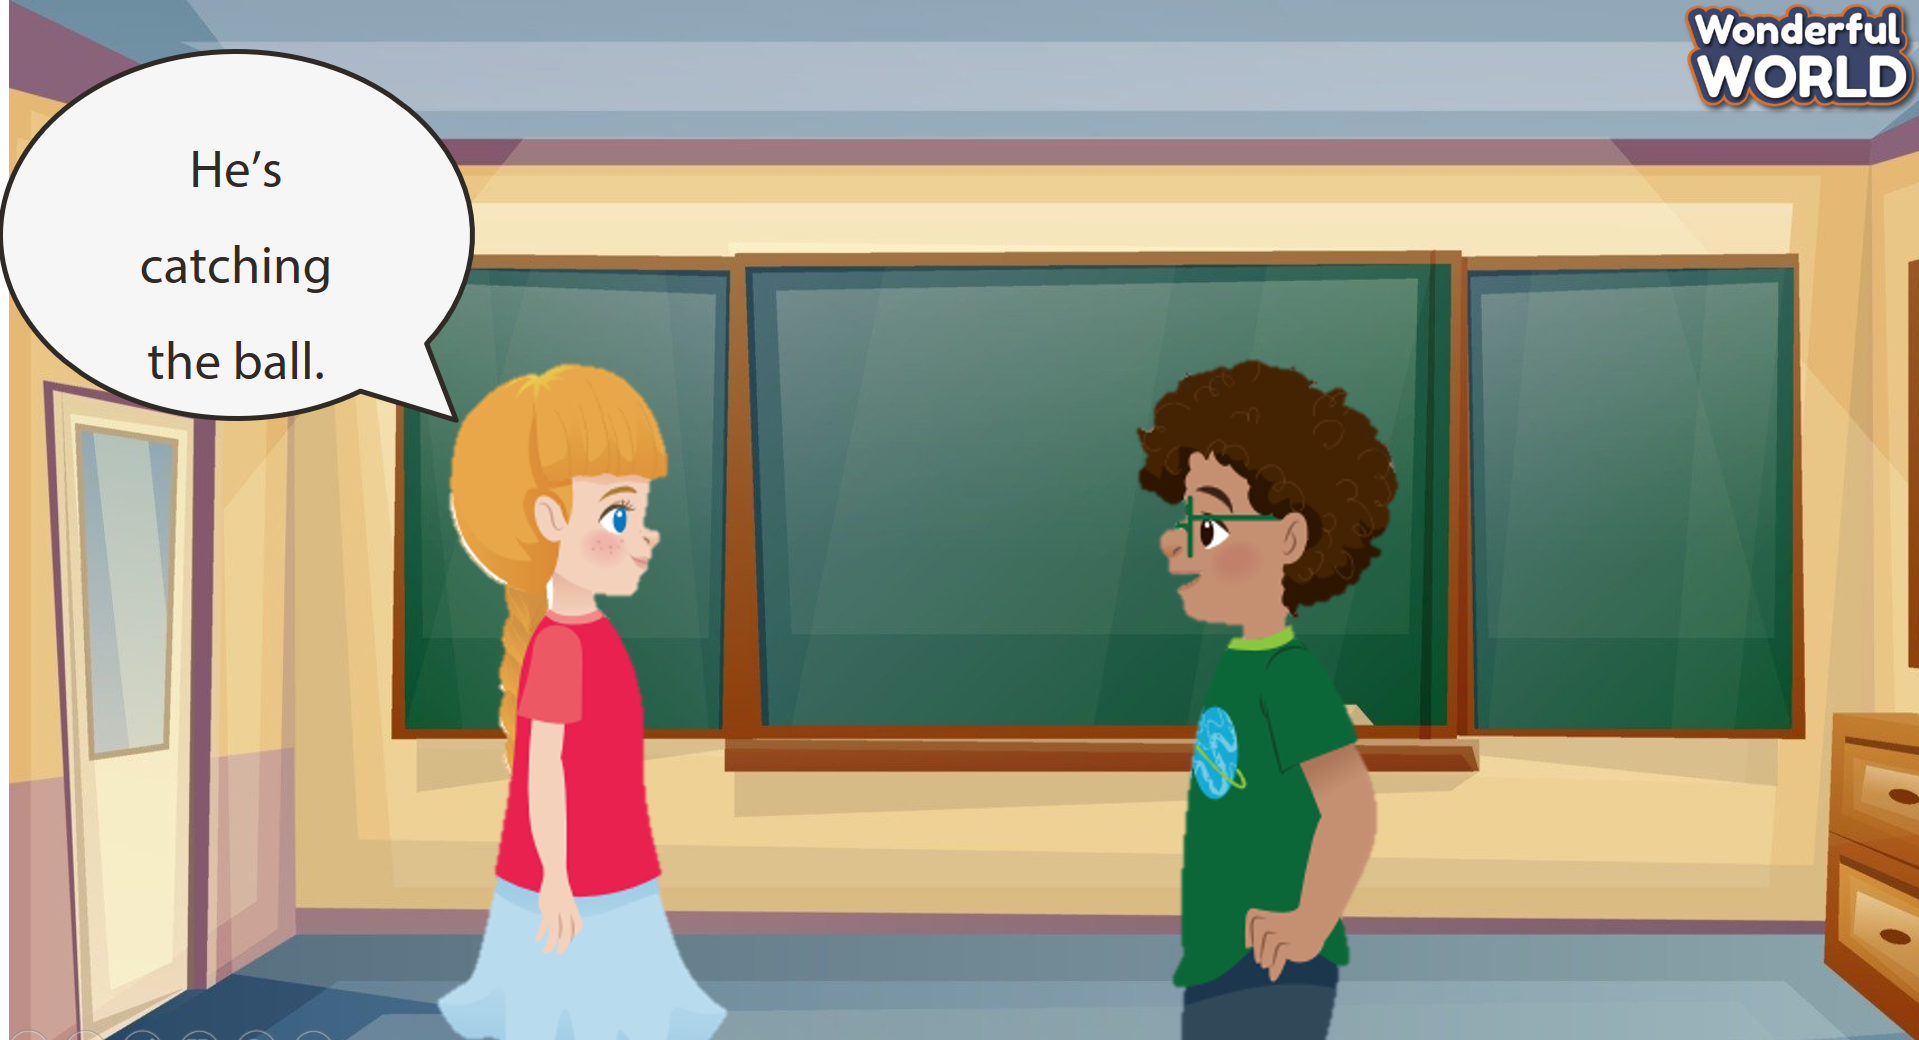 Wonderful
WORLD
He’s
catching
the ball.